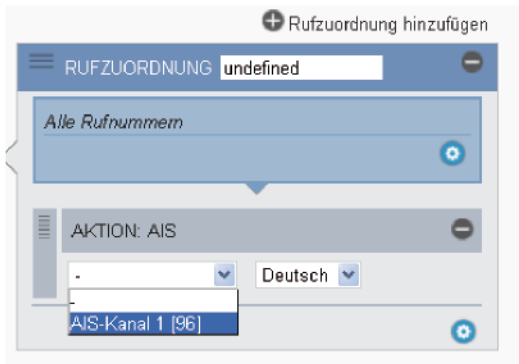 Rufzuordnung hinzufügen
RUFZUORDNUNG undefined
Alle Rufnummern
AKTION: AIS
- Deutsch
-
AIS-Kanal 1 [96]